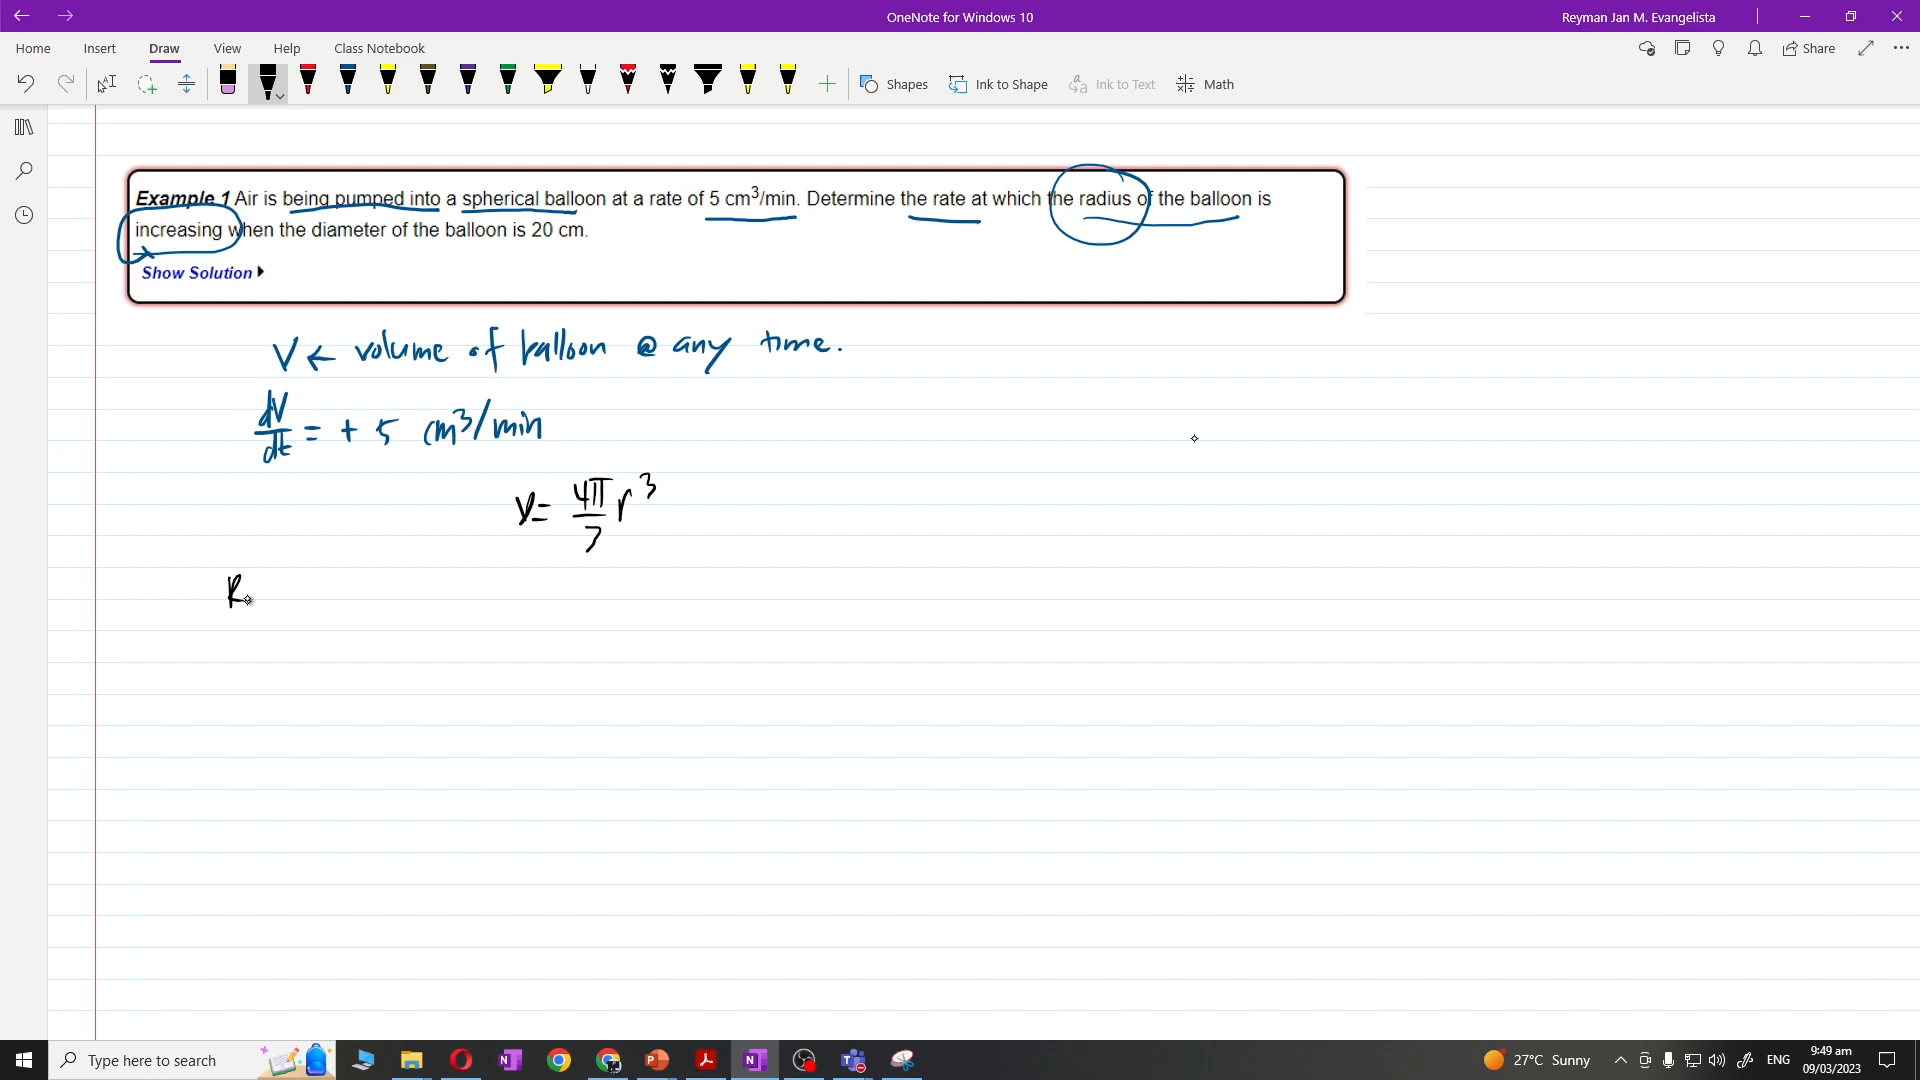 OneNote for Windows 10
Reyman Jan M. Evangelista
Home Insert Draw View Help Class Notebook
Share
Shapes Ink to Shape Ink to Text Math
Example 1 Air is being pumped into a spherical balloon at a rate of 5 cm³/min. Determine the rate at which the radius of the balloon is
increasing when the diameter of the balloon is 20 cm.
Show Solution
V ← volume of balloon @ any time.
dV/dt = + 5 cm³/min
V = 4π/3 r³
R
Type here to search
27°C Sunny
ENG
9:49 am
09/03/2023